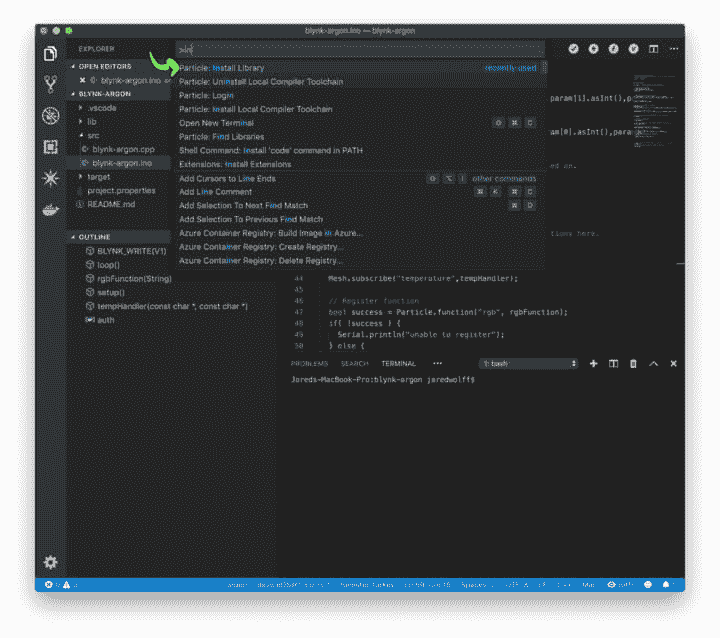 blynk-argon.ino — blynk-argon
EXPLORER
>in
OPEN EDITORS
blynk-argon.ino
BLYNK-ARGON
.vscode
lib
src
blynk-argon.cpp
blynk-argon.ino
target
project.properties
README.md
OUTLINE
BLYNK_WRITE(V1)
loop()
rgbFunction(String)
setup()
tempHandler(const char *, const char *)
auth
Particle: Install Library recently used
Particle: Uninstall Local Compiler Toolchain
Particle: Login
Particle: Install Local Compiler Toolchain
Open New Terminal
Particle: Find Libraries
Shell Command: Install 'code' command in PATH
Extensions: Install Extensions
Add Cursors to Line Ends other commands
Add Line Comment
Add Selection To Next Find Match
Add Selection To Previous Find Match
Azure Container Registry: Build Image in Azure...
Azure Container Registry: Create Registry...
Azure Container Registry: Delete Registry...
param[i].asInt(),p
param[0].asInt(),para
ed on.
tions here.
44 Mesh.subscribe("temperature",tempHandler);
45
46 // Register function
47 bool success = Particle.function("rgb", rgbFunction);
48 if( !success ) {
49 Serial.println("unable to register");
50 } else {
PROBLEMS SEARCH TERMINAL ••• 1: bash
Jareds-MacBook-Pro:blynk-argon jaredwolff$